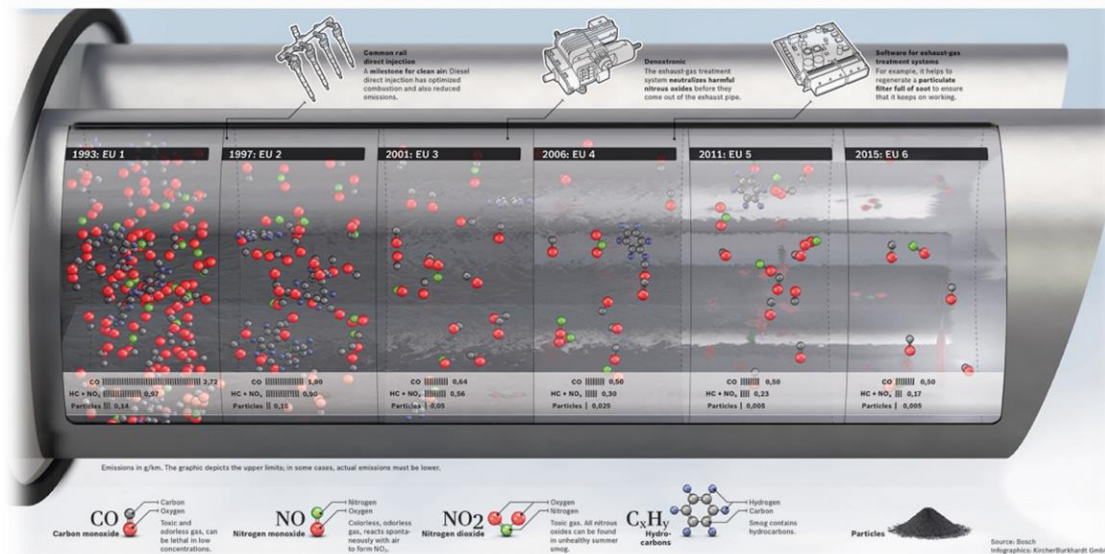 Common rail
direct injection
A milestone for clean air: Diesel
direct injection has optimized
combustion and also reduced
emissions.
Denoxtronic
The exhaust-gas treatment
system neutralizes harmful
nitrous oxides before they
come out of the exhaust pipe.
Software for exhaust-gas
treatment systems
For example, it helps to
regenerate a particulate
filter full of soot to ensure
that it keeps on working.
1993: EU 1
1997: EU 2
2001: EU 3
2006: EU 4
2011: EU 5
2015: EU 6
CO 2,72
HC + NOx 0,97
Particles 0,14
CO 1,00
HC + NOx 0,90
Particles
CO 0,64
HC + NOx 0,56
Particles 0,05
CO 0,50
HC + NOx 0,30
Particles 0,025
CO 0,50
HC + NOx 0,23
Particles 0,005
CO 0,50
HC + NOx 0,17
Particles 0,005
Emissions in g/km. The graphic depicts the upper limits; in some cases, actual emissions must be lower.
CO
Carbon monoxide
Carbon
Oxygen
Toxic and
odorless gas, can
be lethal in low
concentrations.
NO
Nitrogen monoxide
Nitrogen
Oxygen
Colorless, odorless
gas, reacts sponta-
neously with air
to form NO₂.
NO2
Nitrogen dioxide
Oxygen
Nitrogen
Toxic gas. All nitrous
oxides can be found
in unhealthy summer
smog.
CxHy
Hydro-
carbons
Hydrogen
Carbon
Smog contains
hydrocarbons.
Particles
Source: Bosch
Infographics: KircherBurkhardt GmbH